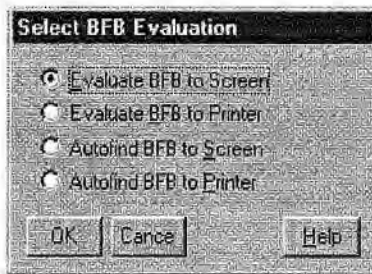 Select BFB Evaluation
Evaluate BFB to Screen
Evaluate BFB to Printer
Autofind BFB to Screen
Autofind BFB to Printer
OK Cance Help